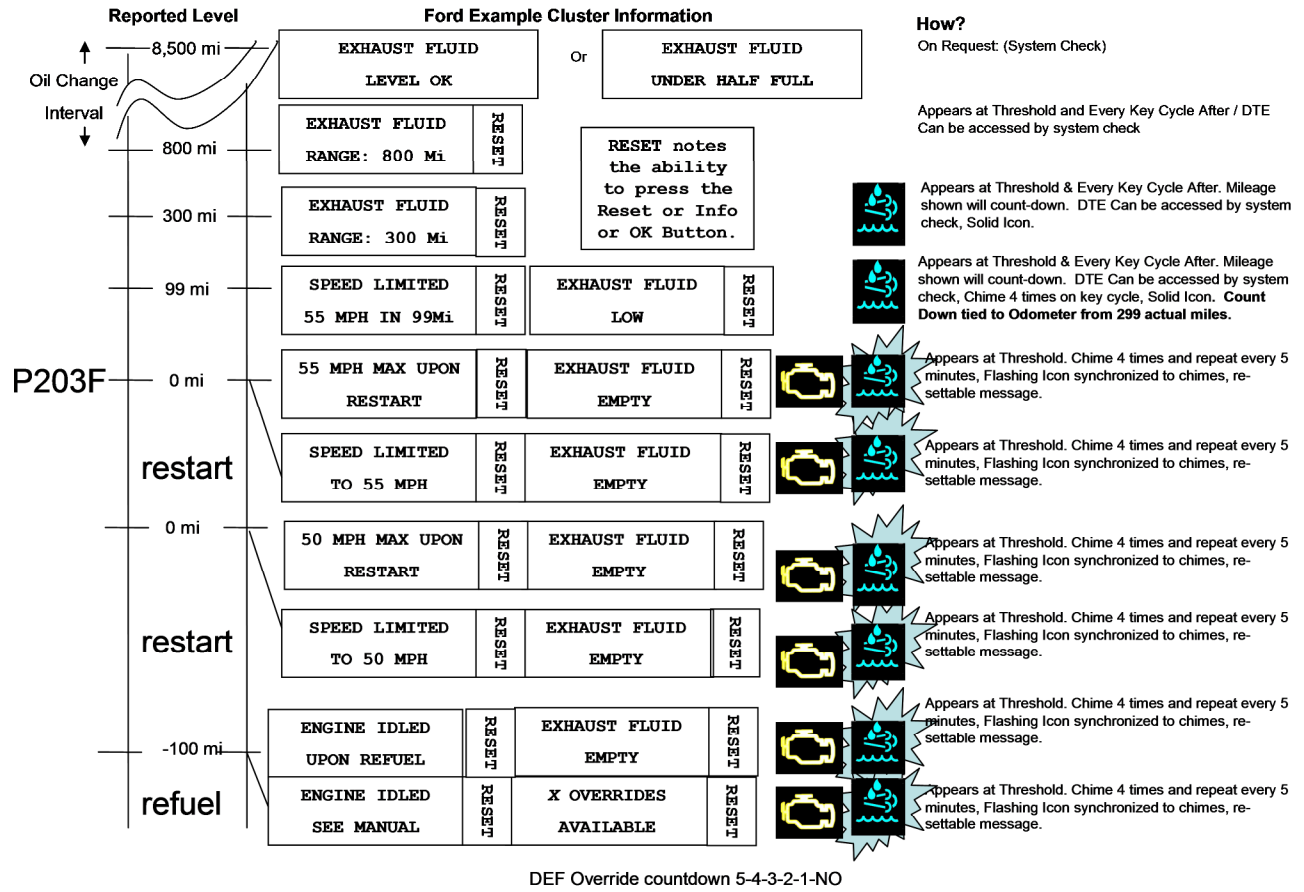 Reported Level
Ford Example Cluster Information
How?
8,500 mi
EXHAUST FLUID
LEVEL OK
Or
EXHAUST FLUID
UNDER HALF FULL
On Request: (System Check)
Oil Change
Interval
800 mi
EXHAUST FLUID
RANGE: 800 Mi
RESET
RESET notes
the ability
to press the
Reset or Info
or OK Button.
Appears at Threshold and Every Key Cycle After / DTE
Can be accessed by system check
300 mi
EXHAUST FLUID
RANGE: 300 Mi
RESET
Appears at Threshold & Every Key Cycle After. Mileage
shown will count-down.  DTE Can be accessed by system
check, Solid Icon.
99 mi
SPEED LIMITED
55 MPH IN 99Mi
RESET
EXHAUST FLUID
LOW
RESET
Appears at Threshold & Every Key Cycle After. Mileage
shown will count-down.  DTE Can be accessed by system
check, Chime 4 times on key cycle, Solid Icon.  Count
Down tied to Odometer from 299 actual miles.
P203F
0 mi
55 MPH MAX UPON
RESTART
RESET
EXHAUST FLUID
EMPTY
RESET
Appears at Threshold. Chime 4 times and repeat every 5
minutes, Flashing Icon synchronized to chimes, re-
settable message.
restart
SPEED LIMITED
TO 55 MPH
RESET
EXHAUST FLUID
EMPTY
RESET
Appears at Threshold. Chime 4 times and repeat every 5
minutes, Flashing Icon synchronized to chimes, re-
settable message.
0 mi
50 MPH MAX UPON
RESTART
RESET
EXHAUST FLUID
EMPTY
RESET
Appears at Threshold. Chime 4 times and repeat every 5
minutes, Flashing Icon synchronized to chimes, re-
settable message.
restart
SPEED LIMITED
TO 50 MPH
RESET
EXHAUST FLUID
EMPTY
RESET
Appears at Threshold. Chime 4 times and repeat every 5
minutes, Flashing Icon synchronized to chimes, re-
settable message.
-100 mi
ENGINE IDLED
UPON REFUEL
RESET
EXHAUST FLUID
EMPTY
RESET
Appears at Threshold. Chime 4 times and repeat every 5
minutes, Flashing Icon synchronized to chimes, re-
settable message.
refuel
ENGINE IDLED
SEE MANUAL
RESET
X OVERRIDES
AVAILABLE
RESET
Appears at Threshold. Chime 4 times and repeat every 5
minutes, Flashing Icon synchronized to chimes, re-
settable message.
DEF Override countdown 5-4-3-2-1-NO